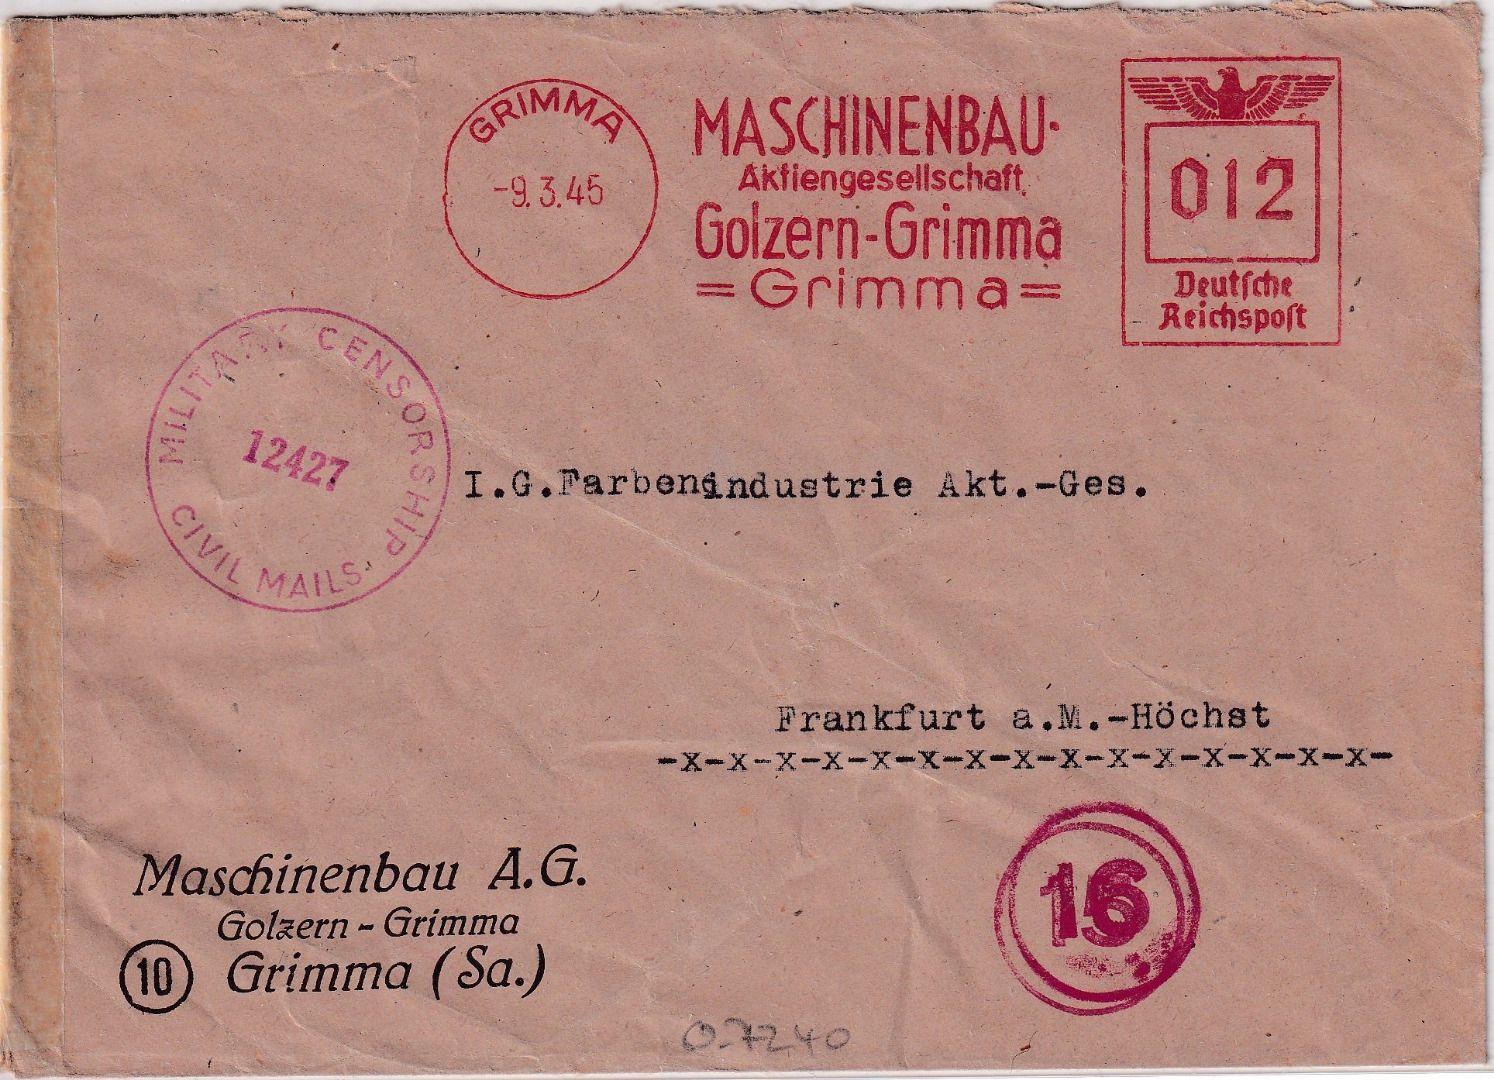 GRIMMA
-9.3.45
MASCHINENBAU-
Aktiengesellschaft
Golzern-Grimma
=Grimma=
012
Deutsche
Reichspost
MILITARY CENSORSHIP
12427
CIVIL MAILS
I.G.Farbenindustrie Akt.-Ges.
Frankfurt a.M.-Höchst
-x-x-x-x-x-x-x-x-x-x-x-x-x-x-x-
16
Maschinenbau A.G.
Golzern - Grimma
10 Grimma (Sa.)
0-7240